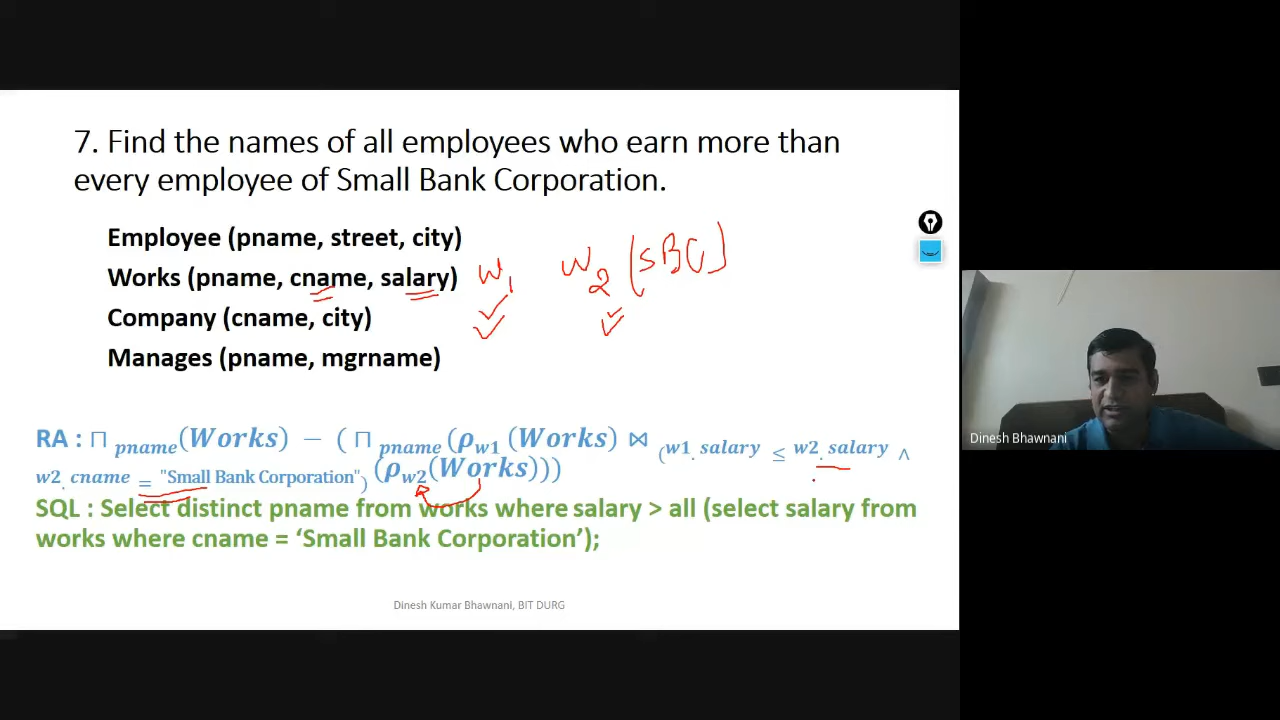 7. Find the names of all employees who earn more than
every employee of Small Bank Corporation.
Employee (pname, street, city)
Works (pname, cname, salary) w1 w2 (SBC)
Company (cname, city)
Manages (pname, mgrname)
RA : Π pname(Works) − ( Π pname (ρw1 (Works) ⋈ (w1. salary ≤ w2. salary ∧
w2. cname = "Small Bank Corporation") (ρw2(Works)))
SQL : Select distinct pname from works where salary > all (select salary from
works where cname = ‘Small Bank Corporation’);
Dinesh Kumar Bhawnani, BIT DURG
Dinesh Bhawnani